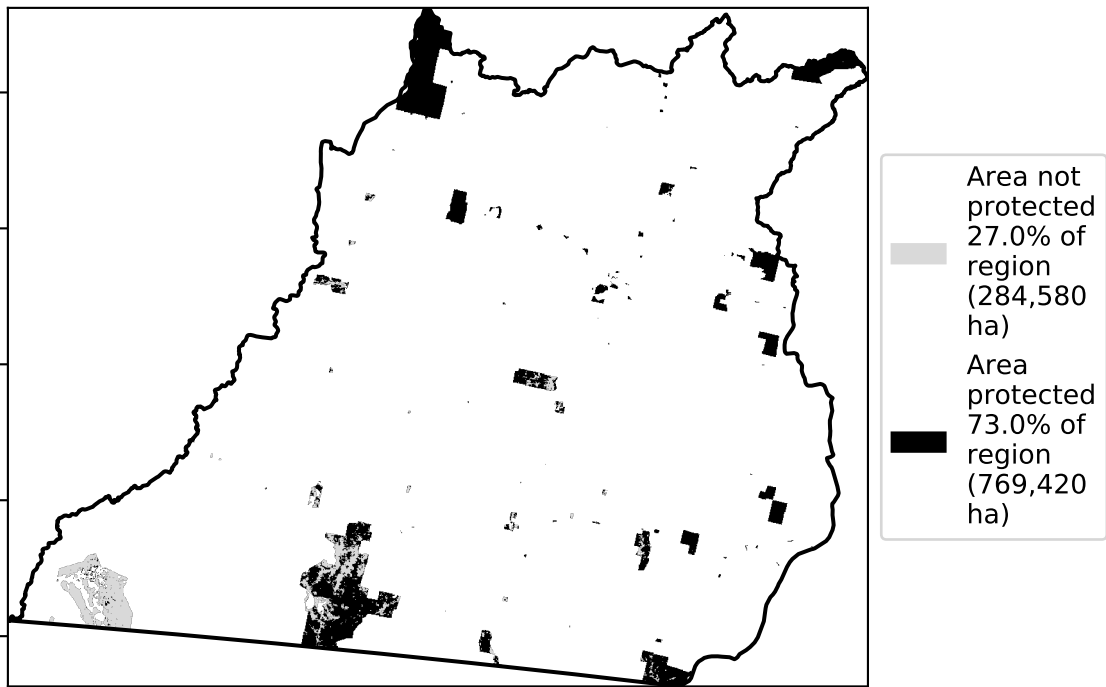 Area not
protected
27.0% of
region
(284,580
ha)
Area
protected
73.0% of
region
(769,420
ha)